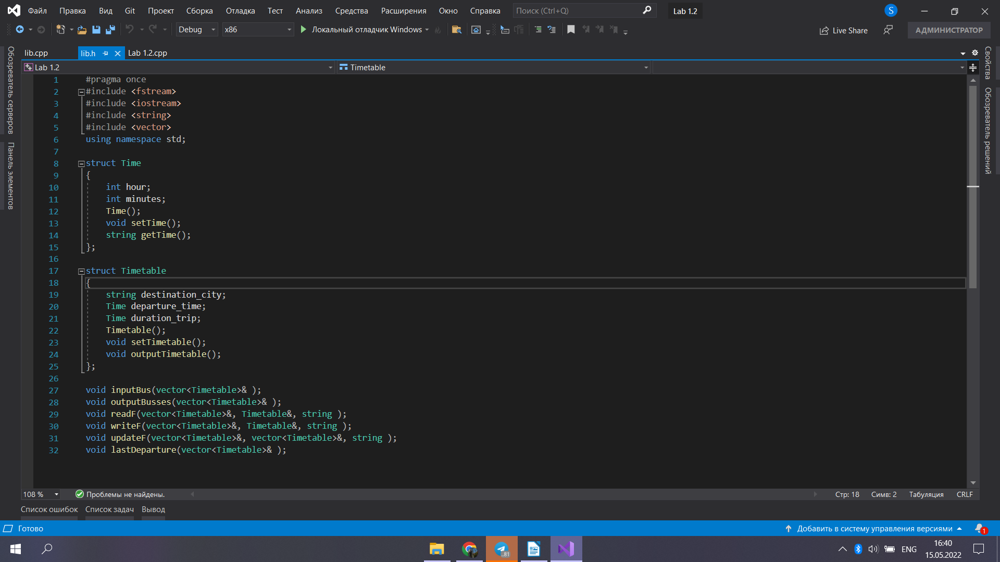 Файл Правка Вид Git Проект Сборка Отладка Тест Анализ Средства Расширения Окно Справка Поиск (Ctrl+Q) Lab 1.2 S
Debug x86 Локальный отладчик Windows Live Share АДМИНИСТРАТОР
Обозреватель серверов
Панель элементов
lib.cpp lib.h Lab 1.2.cpp
Lab 1.2 Timetable
1 #pragma once
2 #include <fstream>
3 #include <iostream>
4 #include <string>
5 #include <vector>
6 using namespace std;
7
8 struct Time
9 {
10 int hour;
11 int minutes;
12 Time();
13 void setTime();
14 string getTime();
15 };
16
17 struct Timetable
18 {
19 string destination_city;
20 Time departure_time;
21 Time duration_trip;
22 Timetable();
23 void setTimetable();
24 void outputTimetable();
25 };
26
27 void inputBus(vector<Timetable>& );
28 void outputBusses(vector<Timetable>& );
29 void readF(vector<Timetable>&, Timetable&, string );
30 void writeF(vector<Timetable>&, Timetable&, string );
31 void updateF(vector<Timetable>&, vector<Timetable>&, string );
32 void lastDeparture(vector<Timetable>& );
Свойства
Обозреватель решений
108 % Проблемы не найдены. Стр: 18 Симв: 2 Табуляция CRLF
Список ошибок Список задач Вывод
Готово Добавить в систему управления версиями 1
..81 ENG 16:40
15.05.2022